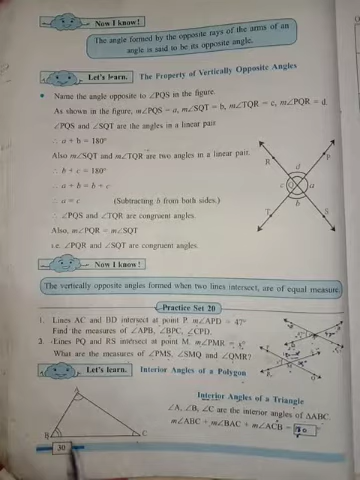 Now I know!
The angle formed by the opposite rays of the arms of an
angle is said to be its opposite angle.
Let's learn. The Property of Vertically Opposite Angles
• Name the angle opposite to ∠PQS in the figure.
As shown in the figure, m∠PQS = a, m∠SQT = b, m∠TQR = c, m∠PQR = d.
∠PQS and ∠SQT are the angles in a linear pair.
∴ a + b = 180°
Also m∠SQT and m∠TQR are two angles in a linear pair.
∴ b + c = 180°
∴ a + b = b + c
∴ a = c (Subtracting b from both sides.)
∴ ∠PQS and ∠TQR are congruent angles.
Also, m∠PQR = m∠SQT
i.e. ∠PQR and ∠SQT are congruent angles.
R P
d
c Q a
b
T S
Now I know!
The vertically opposite angles formed when two lines intersect, are of equal measure.
Practice Set 20
1. Lines AC and BD intersect at point P. m∠APD = 47°
Find the measures of ∠APB, ∠BPC, ∠CPD.
3. Lines PQ and RS intersect at point M. m∠PMR = x°
What are the measures of ∠PMS, ∠SMQ and ∠QMR?
Let's learn. Interior Angles of a Polygon
Interior Angles of a Triangle
∠A, ∠B, ∠C are the interior angles of ΔABC.
m∠ABC + m∠BAC + m∠ACB =
A
B C
30